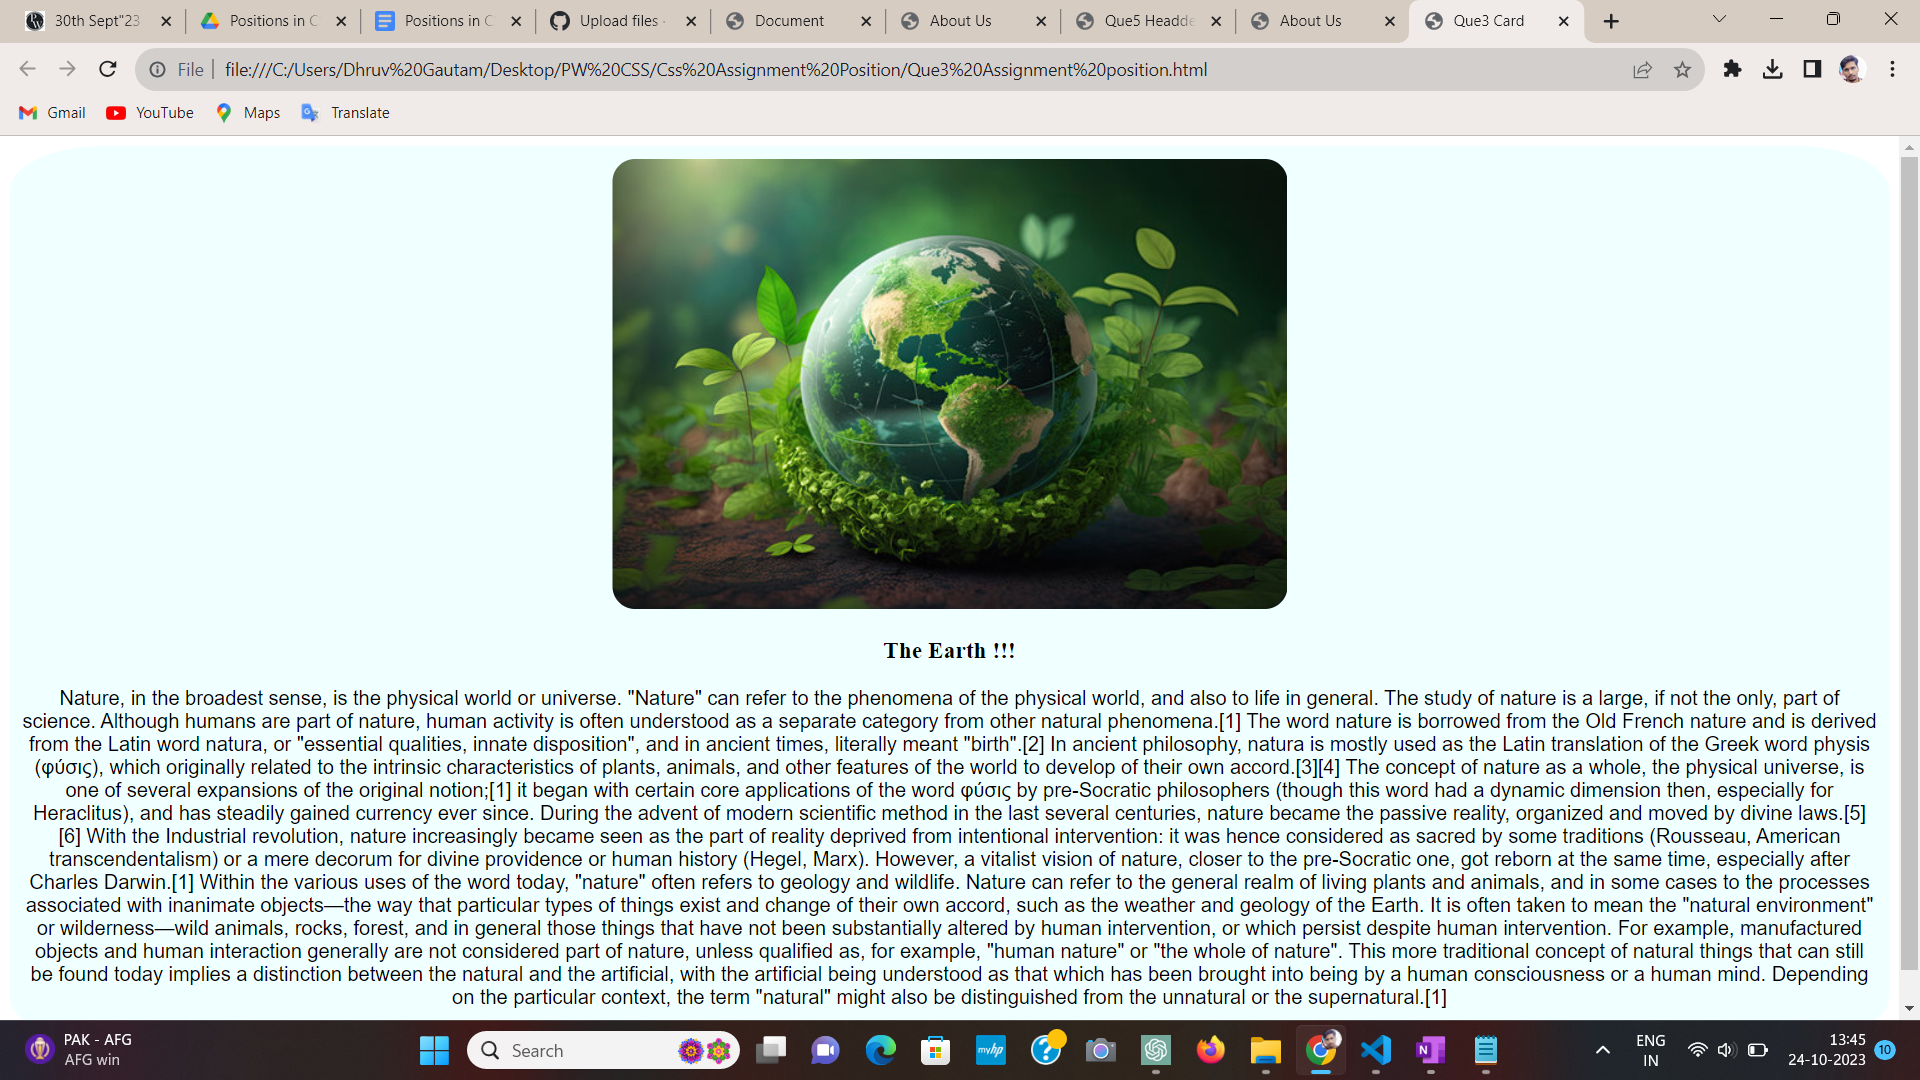 30th Sept"23
Positions in C
Positions in C
Upload files
Document
About Us
Que5 Headde
About Us
Que3 Card
File
file:///C:/Users/Dhruv%20Gautam/Desktop/PW%20CSS/Css%20Assignment%20Position/Que3%20Assignment%20position.html
Gmail
YouTube
Maps
Translate
The Earth !!!
Nature, in the broadest sense, is the physical world or universe. "Nature" can refer to the phenomena of the physical world, and also to life in general. The study of nature is a large, if not the only, part of
science. Although humans are part of nature, human activity is often understood as a separate category from other natural phenomena.[1] The word nature is borrowed from the Old French nature and is derived
from the Latin word natura, or "essential qualities, innate disposition", and in ancient times, literally meant "birth".[2] In ancient philosophy, natura is mostly used as the Latin translation of the Greek word physis
(φύσις), which originally related to the intrinsic characteristics of plants, animals, and other features of the world to develop of their own accord.[3][4] The concept of nature as a whole, the physical universe, is
one of several expansions of the original notion;[1] it began with certain core applications of the word φύσις by pre-Socratic philosophers (though this word had a dynamic dimension then, especially for
Heraclitus), and has steadily gained currency ever since. During the advent of modern scientific method in the last several centuries, nature became the passive reality, organized and moved by divine laws.[5]
[6] With the Industrial revolution, nature increasingly became seen as the part of reality deprived from intentional intervention: it was hence considered as sacred by some traditions (Rousseau, American
transcendentalism) or a mere decorum for divine providence or human history (Hegel, Marx). However, a vitalist vision of nature, closer to the pre-Socratic one, got reborn at the same time, especially after
Charles Darwin.[1] Within the various uses of the word today, "nature" often refers to geology and wildlife. Nature can refer to the general realm of living plants and animals, and in some cases to the processes
associated with inanimate objects—the way that particular types of things exist and change of their own accord, such as the weather and geology of the Earth. It is often taken to mean the "natural environment"
or wilderness—wild animals, rocks, forest, and in general those things that have not been substantially altered by human intervention, or which persist despite human intervention. For example, manufactured
objects and human interaction generally are not considered part of nature, unless qualified as, for example, "human nature" or "the whole of nature". This more traditional concept of natural things that can still
be found today implies a distinction between the natural and the artificial, with the artificial being understood as that which has been brought into being by a human consciousness or a human mind. Depending
on the particular context, the term "natural" might also be distinguished from the unnatural or the supernatural.[1]
PAK - AFG
AFG win
Search
myhp
ENG
IN
13:45
24-10-2023
10